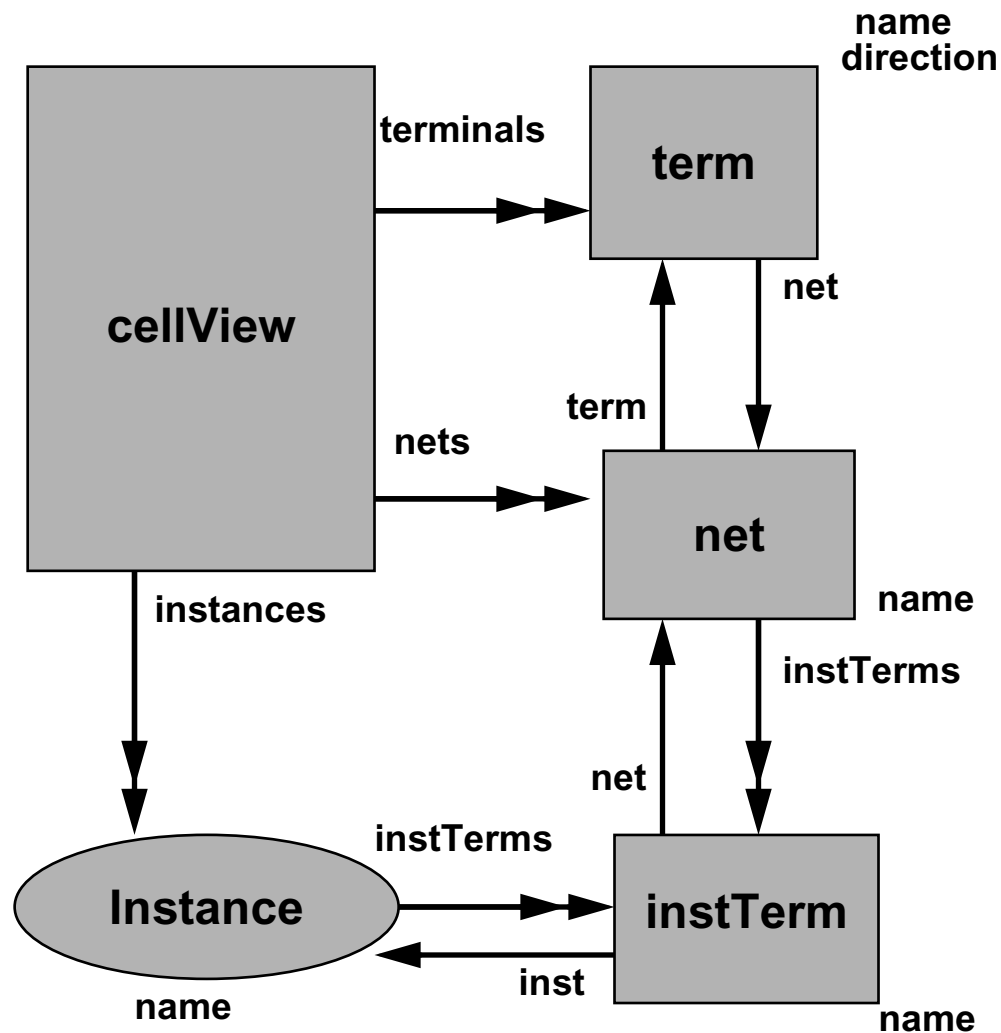 name
direction
terminals
term
net
cellView
term
nets
net
instances
name
instTerms
net
instTerms
Instance
instTerm
inst
name
name